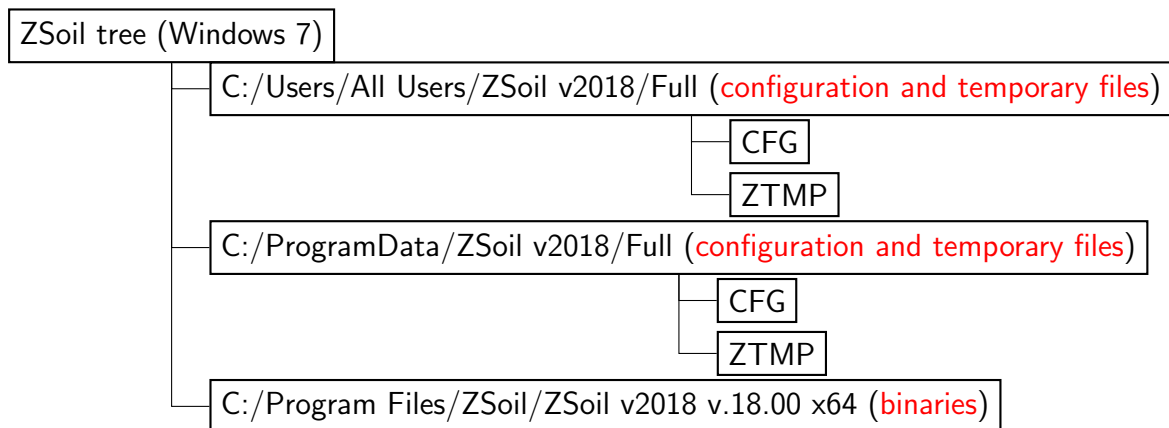 ZSoil tree (Windows 7)
C:/Users/All Users/ZSoil v2018/Full (configuration and temporary files)
CFG
ZTMP
C:/ProgramData/ZSoil v2018/Full (configuration and temporary files)
CFG
ZTMP
C:/Program Files/ZSoil/ZSoil v2018 v.18.00 x64 (binaries)